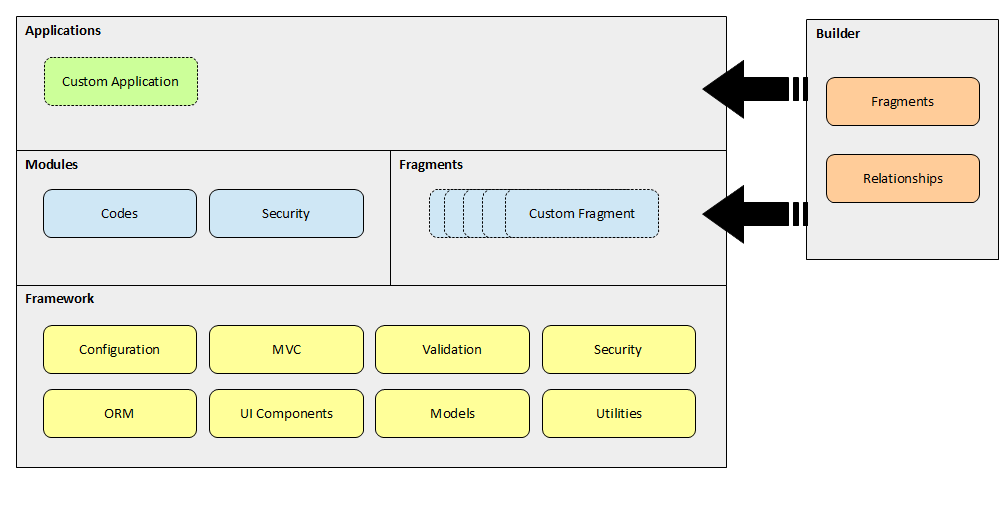 Applications
Custom Application
Modules
Codes
Security
Fragments
Custom Fragment
Framework
Configuration
MVC
Validation
Security
ORM
UI Components
Models
Utilities
Builder
Fragments
Relationships